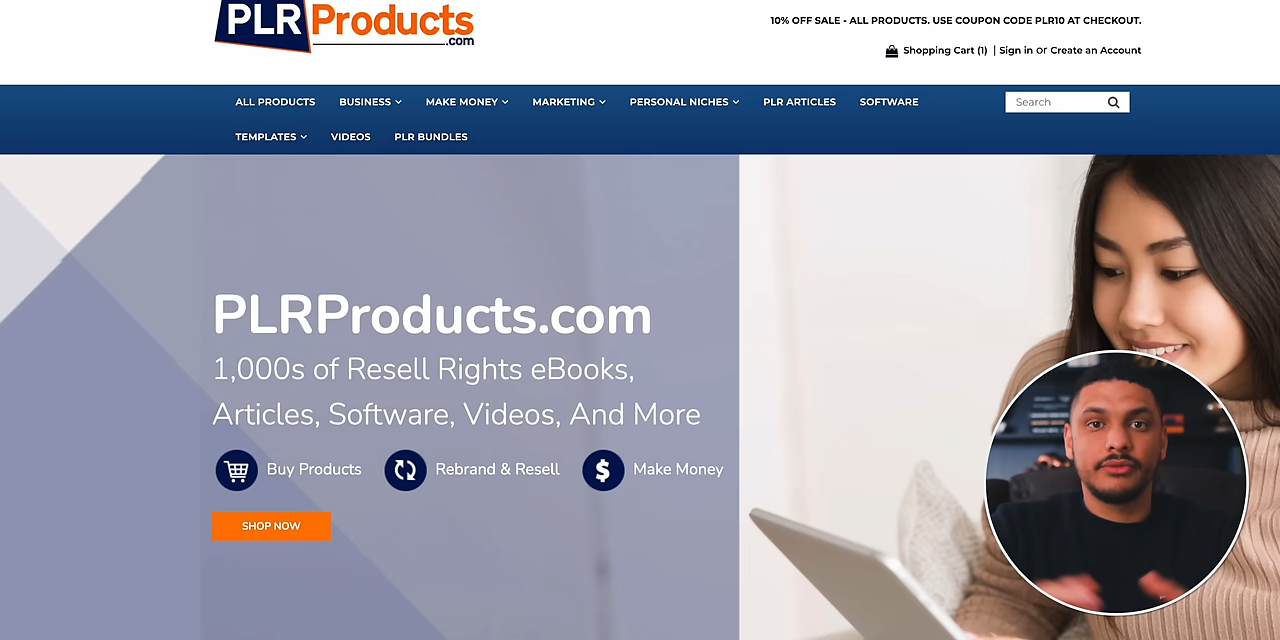 PLRProducts
.com
10% OFF SALE - ALL PRODUCTS. USE COUPON CODE PLR10 AT CHECKOUT.
Shopping Cart (1) | Sign in or Create an Account
ALL PRODUCTS BUSINESS MAKE MONEY MARKETING PERSONAL NICHES PLR ARTICLES SOFTWARE
Search
TEMPLATES VIDEOS PLR BUNDLES
PLRProducts.com
1,000s of Resell Rights eBooks,
Articles, Software, Videos, And More
Buy Products Rebrand & Resell $ Make Money
SHOP NOW